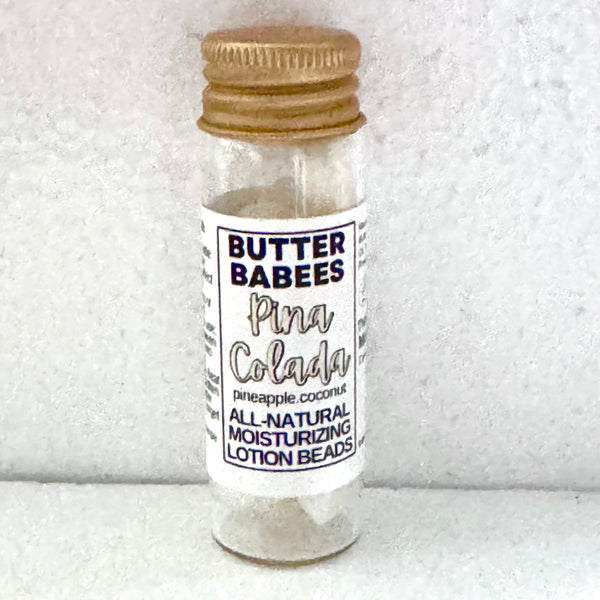 BUTTER
BABEES
Pina
Colada
pineapple.coconut
ALL-NATURAL
MOISTURIZING
LOTION BEADS